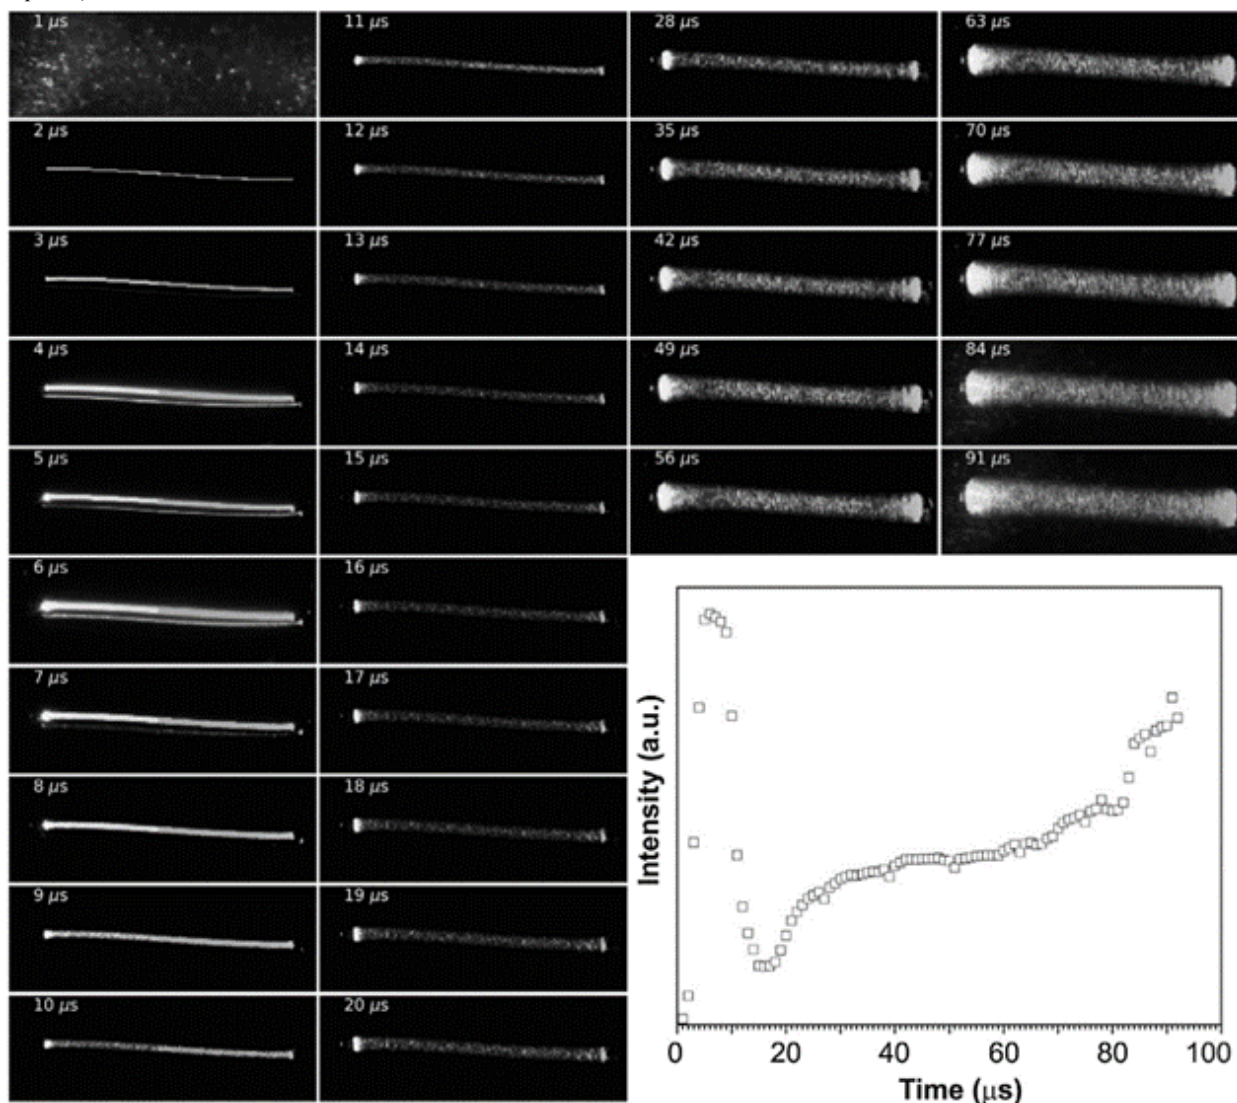 1 μs
11 μs
28 μs
63 μs
2 μs
12 μs
35 μs
70 μs
3 μs
13 μs
42 μs
77 μs
4 μs
14 μs
49 μs
84 μs
5 μs
15 μs
56 μs
91 μs
6 μs
16 μs
7 μs
17 μs
8 μs
18 μs
9 μs
19 μs
10 μs
20 μs
Intensity (a.u.)
0 20 40 60 80 100
Time (μs)